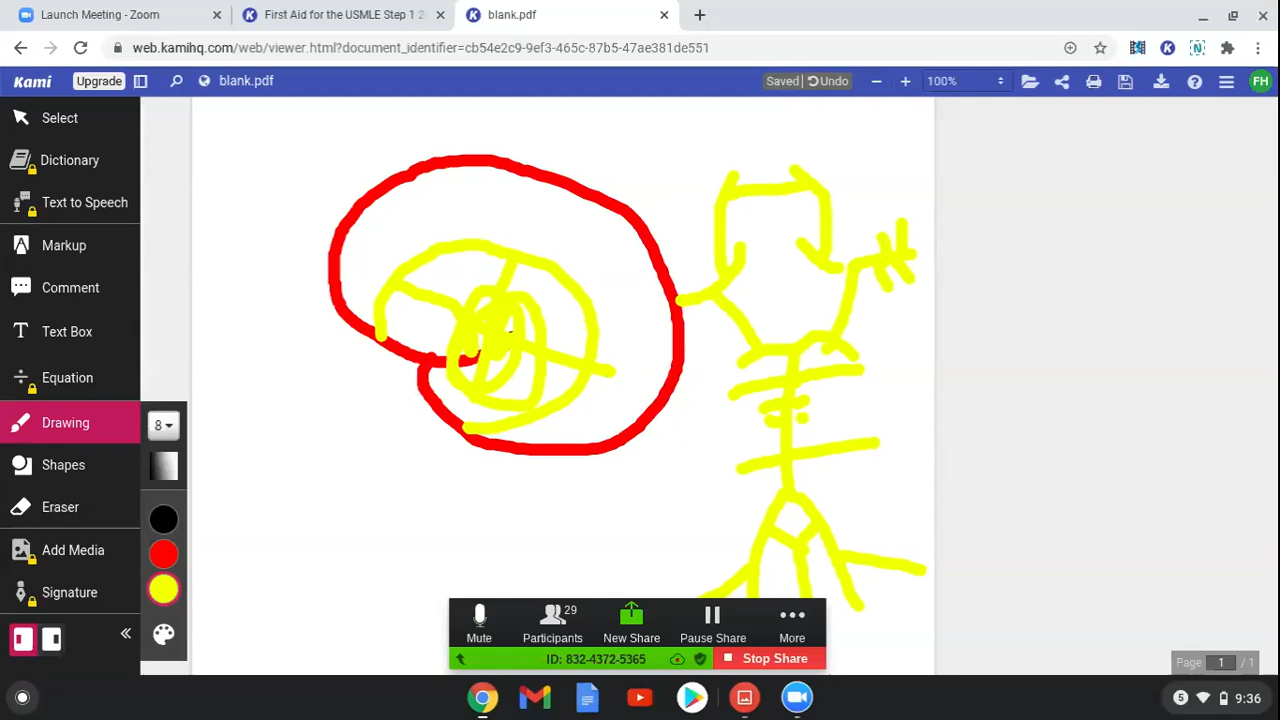 Launch Meeting - Zoom
First Aid for the USMLE Step 1 2
blank.pdf
web.kamihq.com/web/viewer.html?document_identifier=cb54e2c9-9ef3-465c-87b5-47ae381de551
Kami Upgrade blank.pdf Saved Undo 100% FH
Select
Dictionary
Text to Speech
Markup
Comment
Text Box
Equation
Drawing
8
Shapes
Eraser
Add Media
Signature
29
Mute Participants New Share Pause Share More
ID: 832-4372-5365 Stop Share
Page 1 / 1
5 9:36